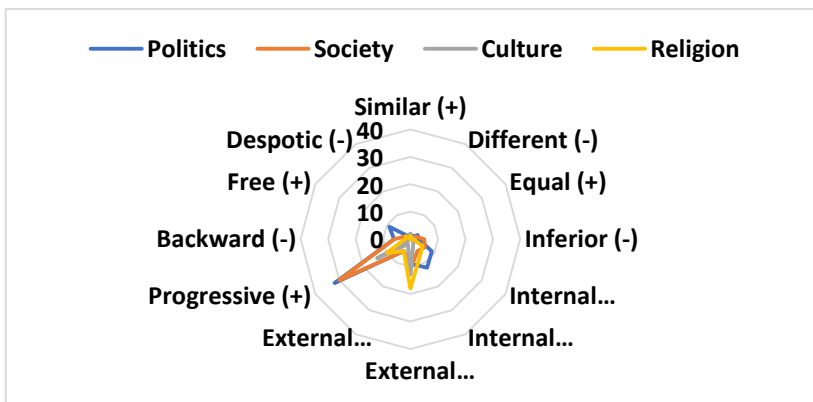 Politics Society Culture Religion
Similar (+)
40
Despotic (-) Different (-)
30
Free (+) 20 Equal (+)
10
Backward (-) 0 Inferior (-)
Progressive (+) Internal...
External... Internal...
External...